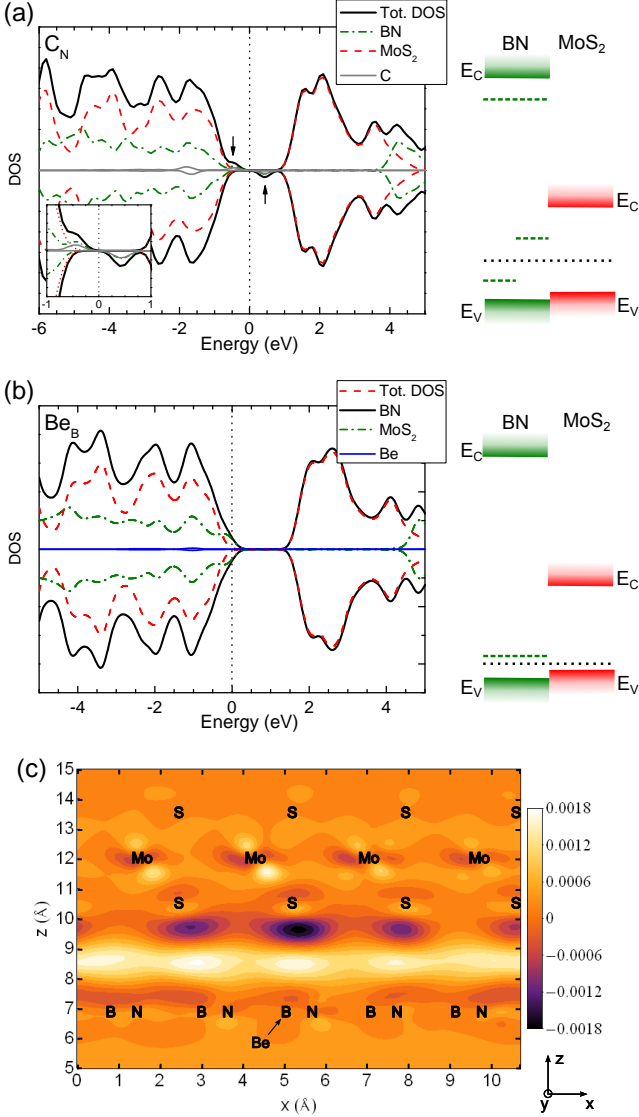 (a)
C_N
Tot. DOS
BN
MoS₂
C
DOS
-1 0 1
-6 -4 -2 0 2 4
Energy (eV)
BN MoS₂
E_C
E_C
E_V
E_V
(b)
Be_B
Tot. DOS
BN
MoS₂
Be
DOS
-4 -2 0 2 4
Energy (eV)
BN MoS₂
E_C
E_C
E_V
E_V
(c)
15
14
13
12
11
10
9
8
7
6
5
z (Å)
S S S S
Mo Mo Mo Mo
S S S S
B N B N B N B N B N
Be
0 1 2 3 4 5 6 7 8 9 10
x (Å)
0.0018
0.0012
0.0006
0
−0.0006
−0.0012
−0.0018
z
y x